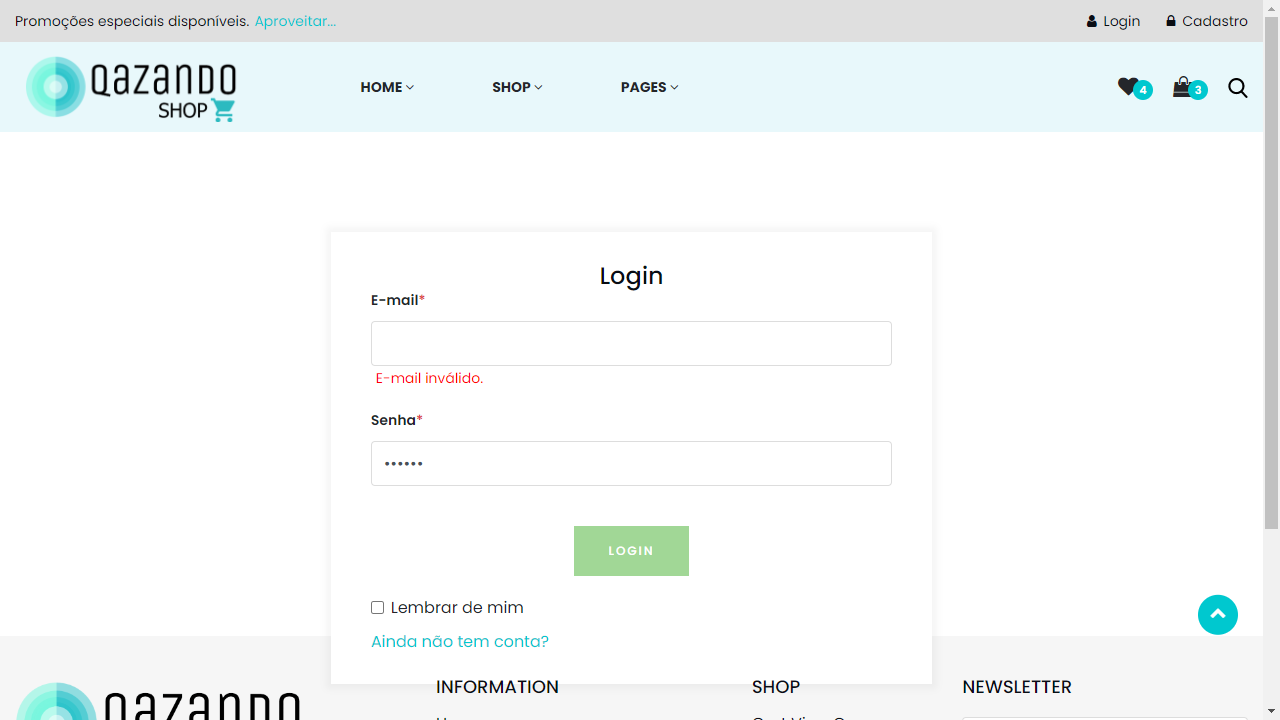 Promoções especiais disponíveis. Aproveitar...
Login
Cadastro
QAZANDO
SHOP
HOME
SHOP
PAGES
4
3
Login
E-mail*
E-mail inválido.
Senha*
••••••
LOGIN
Lembrar de mim
Ainda não tem conta?
QAZANDO
INFORMATION
SHOP
NEWSLETTER